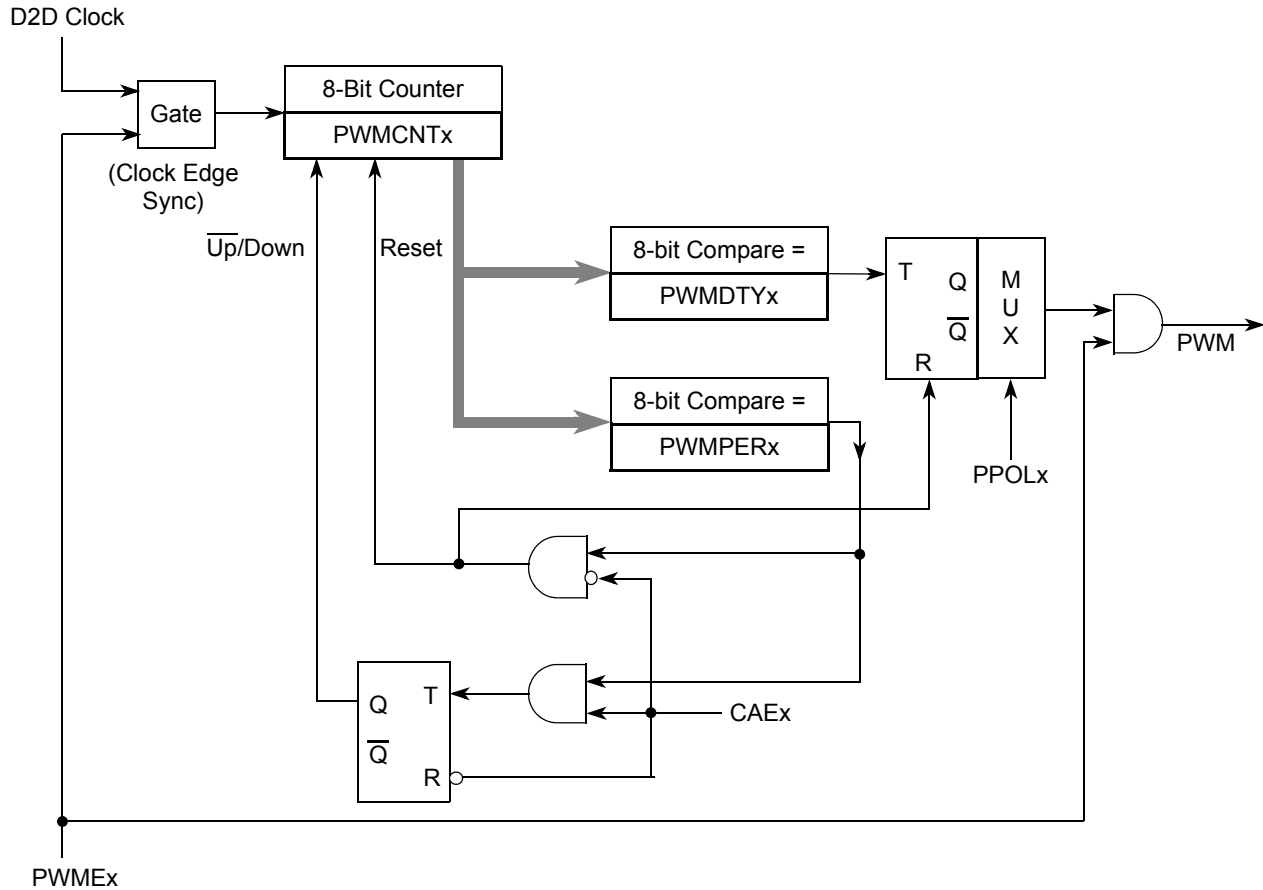 D2D Clock
Gate
8-Bit Counter
PWMCNTx
(Clock Edge
Sync)
Up/Down
Reset
8-bit Compare =
PWMDTYx
T
Q
Q
R
M
U
X
PWM
8-bit Compare =
PWMPERx
PPOLx
Q
T
Q
R
CAEx
PWMEx